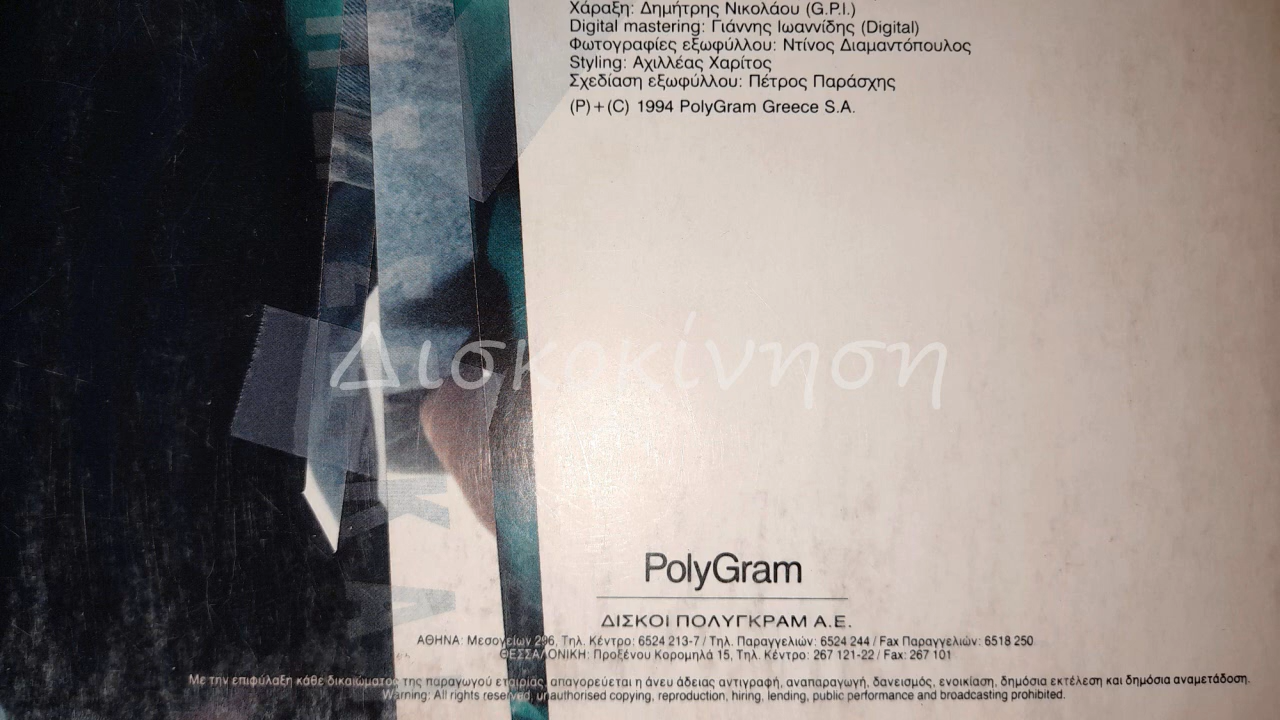 Χάραξη: Δημήτρης Νικολάου (G.P.I.)
Digital mastering: Γιάννης Ιωαννίδης (Digital)
Φωτογραφίες εξωφύλλου: Ντίνος Διαμαντόπουλος
Styling: Αχιλλέας Χαρίτος
Σχεδίαση εξωφύλλου: Πέτρος Παράσχης
(P)+(C) 1994 PolyGram Greece S.A.
Δισκοκίνηση
PolyGram
ΔΙΣΚΟΙ ΠΟΛΥΓΚΡΑΜ Α.Ε.
ΑΘΗΝΑ: Μεσογείων 296, Τηλ. Κέντρο: 6524 213-7 / Τηλ. Παραγγελιών: 6524 244 / Fax Παραγγελιών: 6518 250
ΘΕΣΣΑΛΟΝΙΚΗ: Προξένου Κορομηλά 15, Τηλ. Κέντρο: 267 121-22 / Fax: 267 101
Με την επιφύλαξη κάθε δικαιώματος της παραγωγού εταιρίας, απαγορεύεται η άνευ άδειας αντιγραφή, αναπαραγωγή, δανεισμός, ενοικίαση, δημόσια εκτέλεση και δημόσια αναμετάδοση.
Warning: All rights reserved, unauthorised copying, reproduction, hiring, lending, public performance and broadcasting prohibited.